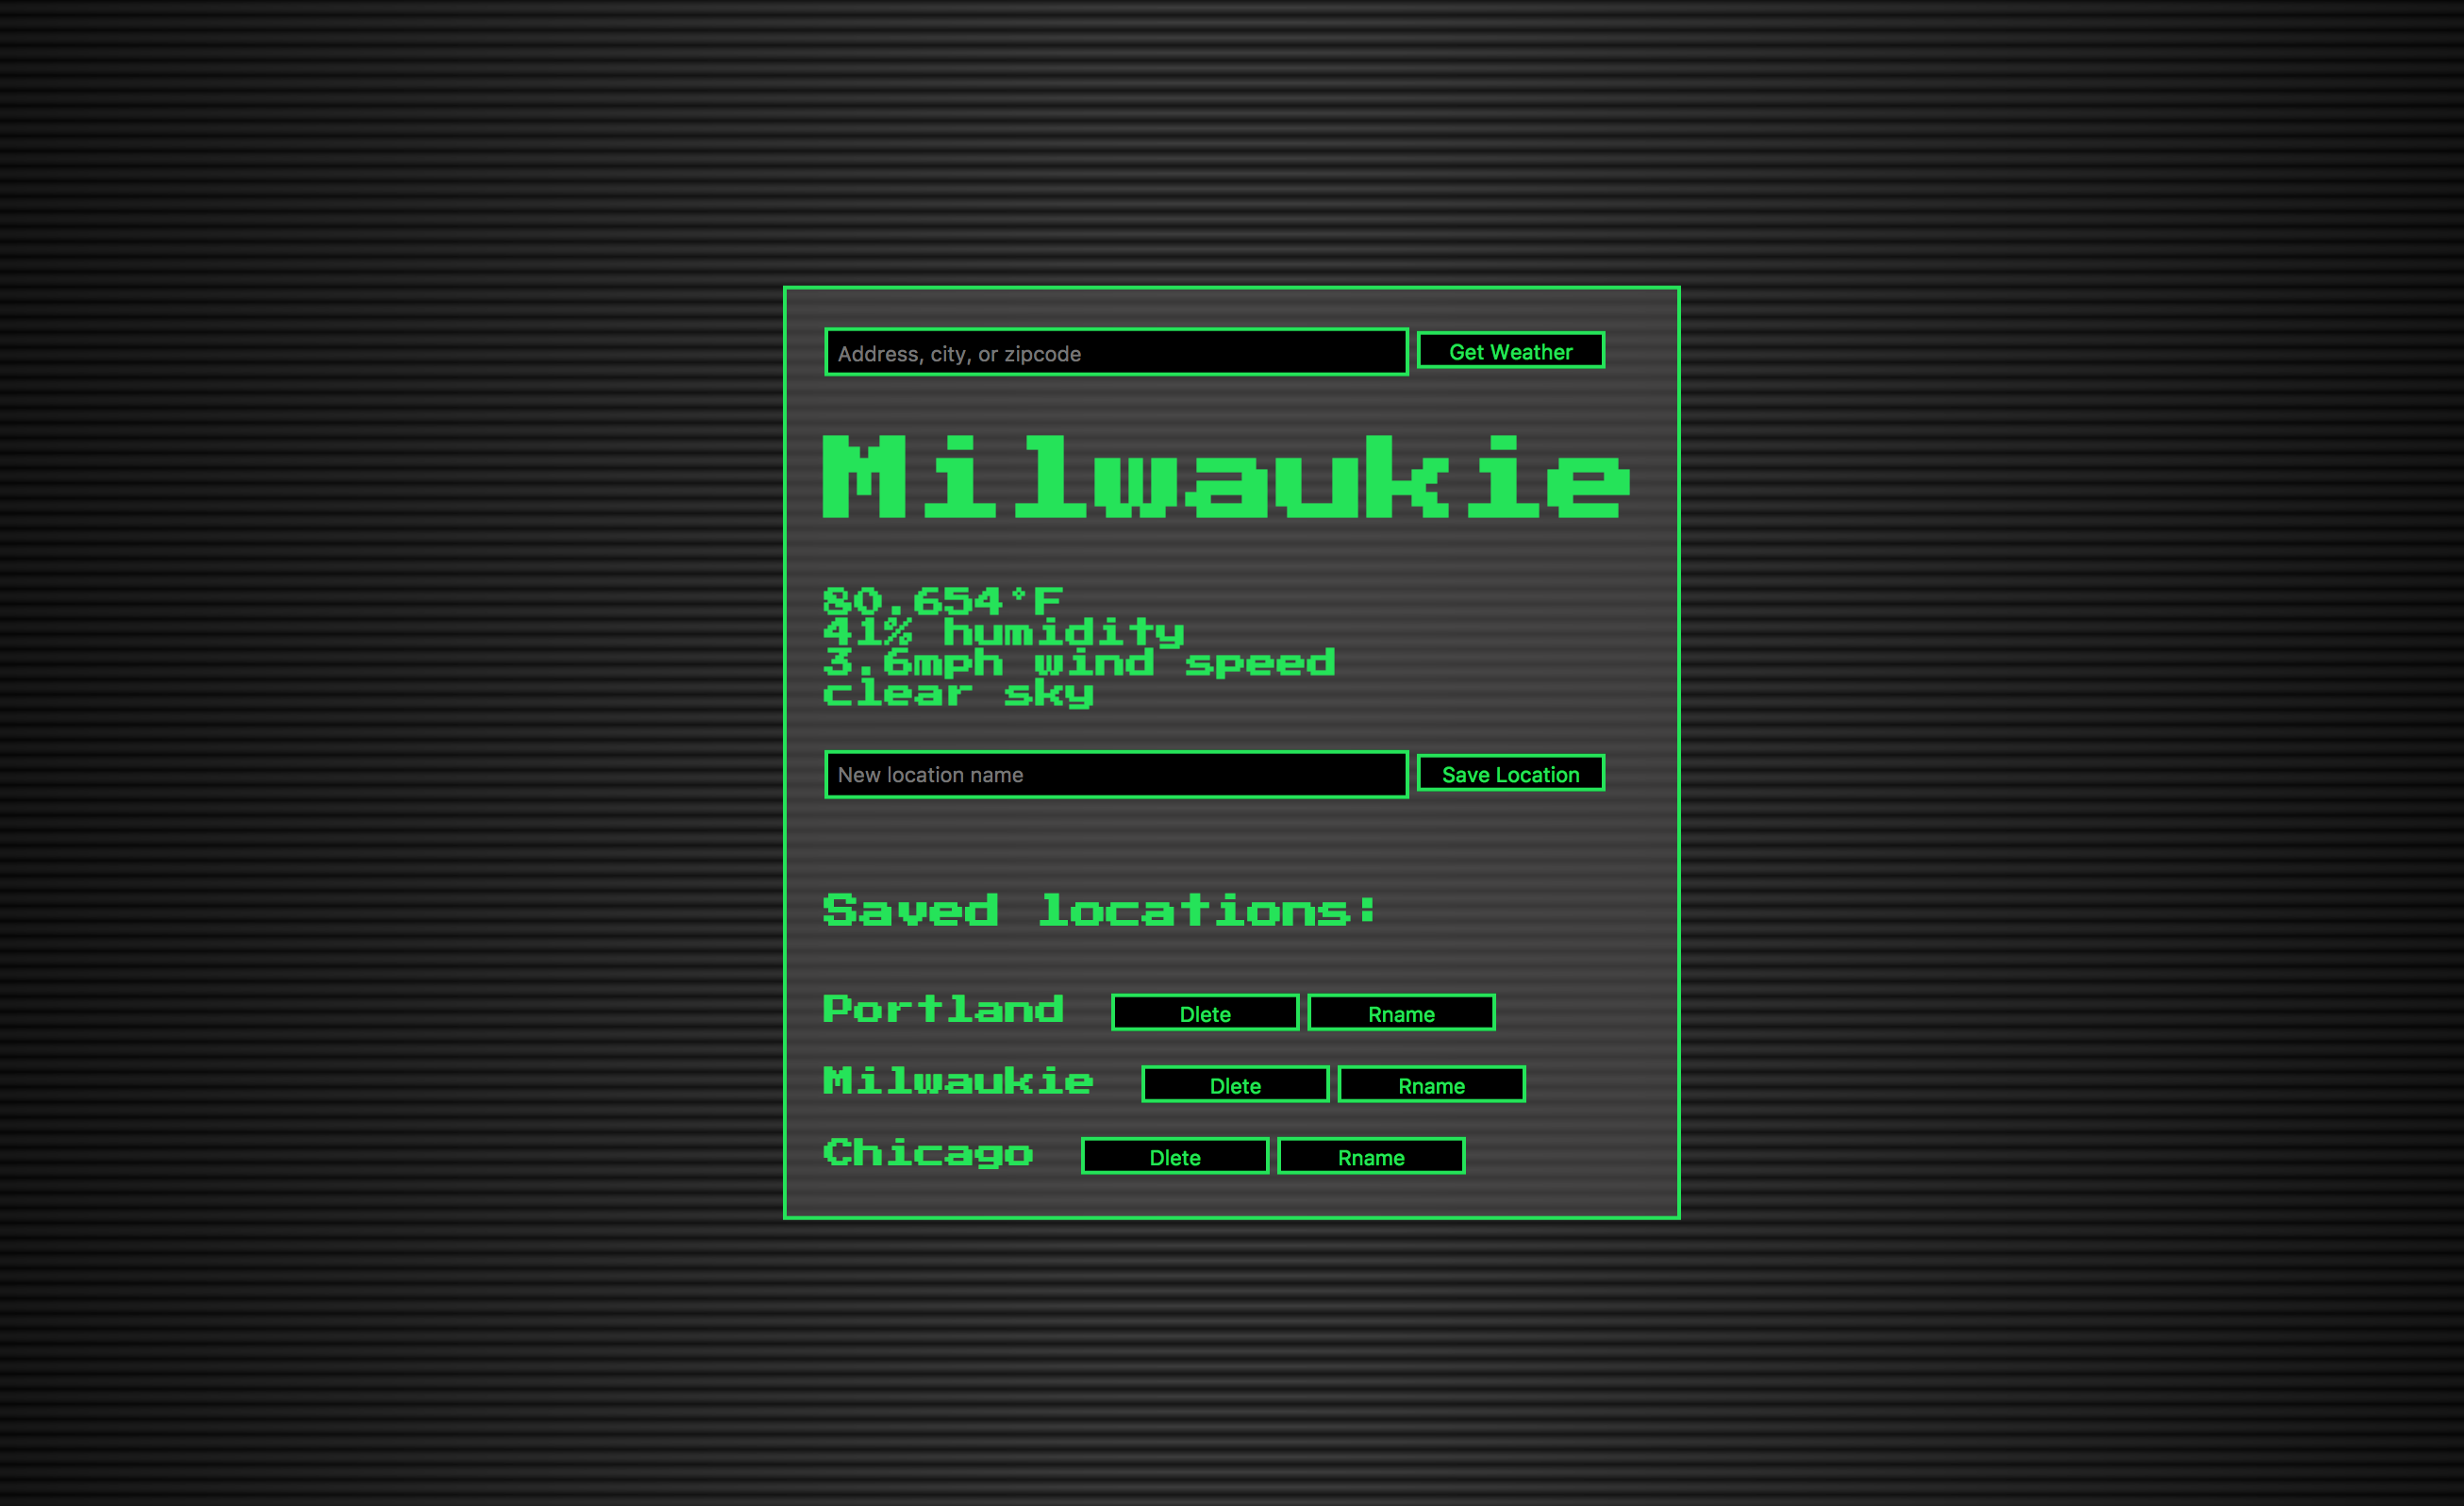 Address, city, or zipcode Get Weather
Milwaukie
80.654°F
41% humidity
3.6mph wind speed
clear sky
New location name Save Location
Saved locations:
Portland Dlete Rname
Milwaukie Dlete Rname
Chicago Dlete Rname